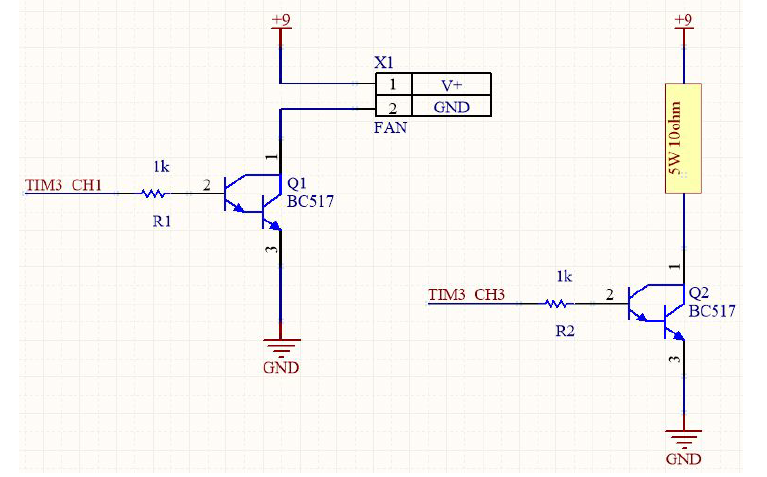 +9
X1
1 V+
2 GND
FAN
1
1k
TIM3_CH1
2
Q1
BC517
R1
3
GND
+9
5W 10ohm
1
1k
TIM3_CH3
2
Q2
BC517
R2
3
GND